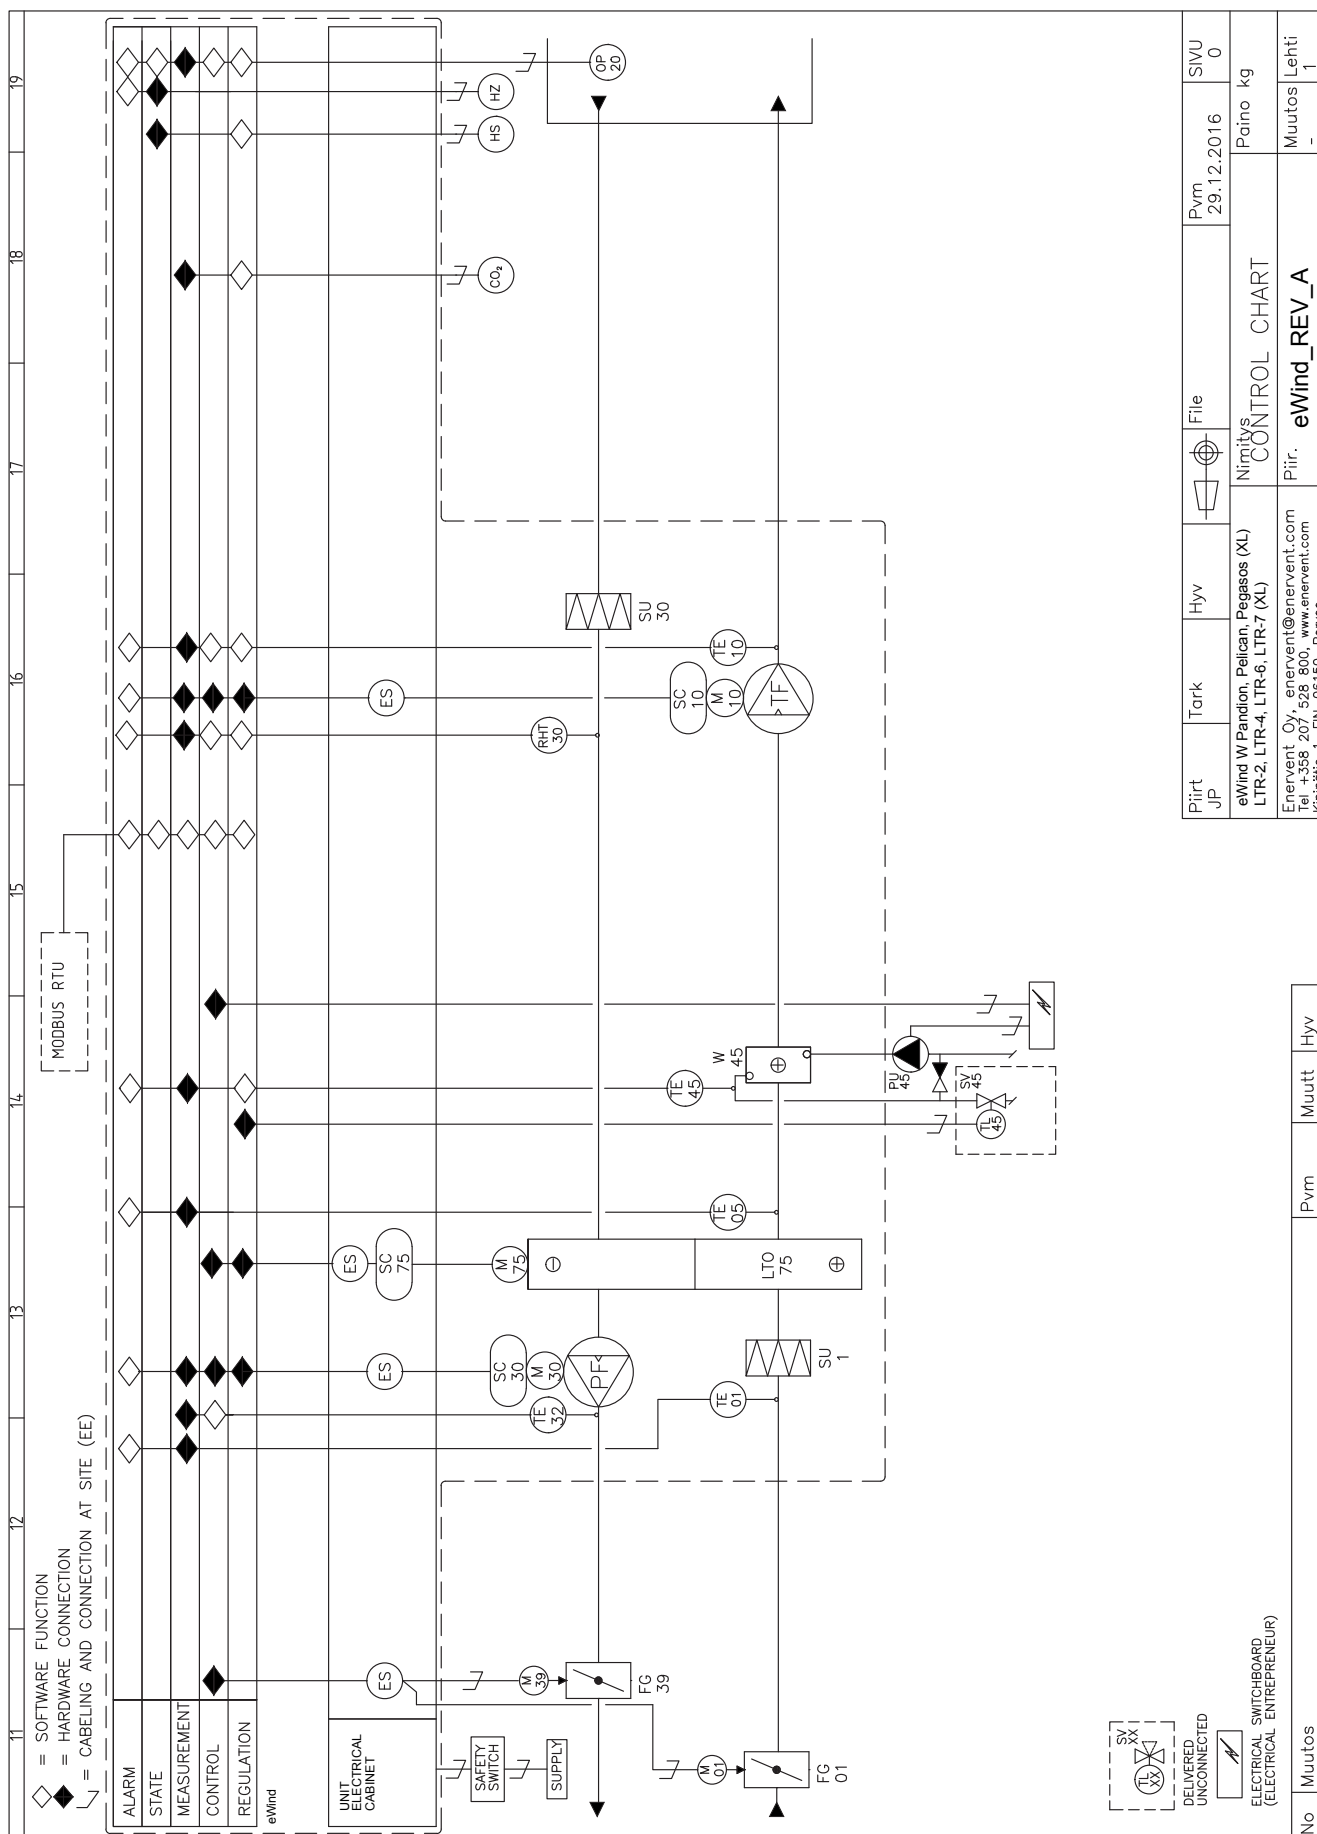 11
12
13
14
15
16
17
18
19
= SOFTWARE FUNCTION
= HARDWARE CONNECTION
= CABELING AND CONNECTION AT SITE (EE)
MODBUS RTU
ALARM
STATE
MEASUREMENT
CONTROL
REGULATION
eWind
UNIT
ELECTRICAL
CABINET
SAFETY
SWITCH
SUPPLY
ES
ES
ES
ES
SC
75
M
39
FG
39
M
01
FG
01
TE
32
SC
30
M
30
PF
TE
01
SU
1
M
75
LTO
75
TE
05
TE
45
W
45
PU
45
SV
45
TL
45
RHT
30
SC
10
M
10
TF
TE
10
SU
30
CO₂
HS
HZ
OP
20
SV
XX
TL
XX
DELIVERED
UNCONNECTED
ELECTRICAL SWITCHBOARD
(ELECTRICAL ENTREPRENEUR)
No
Muutos
Pvm
Muutt
Hyv
Piirt
JP
Tark
Hyv
File
Pvm
29.12.2016
SIVU
0
eWind W Pandion, Pelican, Pegasos (XL)
LTR-2, LTR-4, LTR-6, LTR-7 (XL)
Nimitys
CONTROL CHART
Paino kg
Enervent Oy, enervent@enervent.com
Tel +358 207 528 800, www.enervent.com
Piir.
eWind_REV_A
Muutos
-
Lehti
1